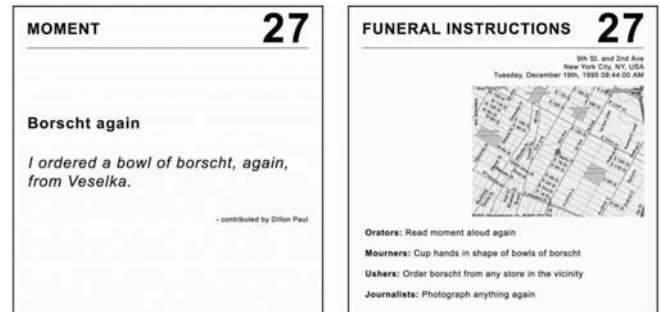 MOMENT 27
Borscht again
I ordered a bowl of borscht, again,
from Veselka.
- contributed by Dillon Paul
FUNERAL INSTRUCTIONS 27
9th St. and 2nd Ave
New York City, NY, USA
Tuesday, December 19th, 1995 08:44:00 AM
Orators: Read moment aloud again
Mourners: Cup hands in shape of bowls of borscht
Ushers: Order borscht from any store in the vicinity
Journalists: Photograph anything again